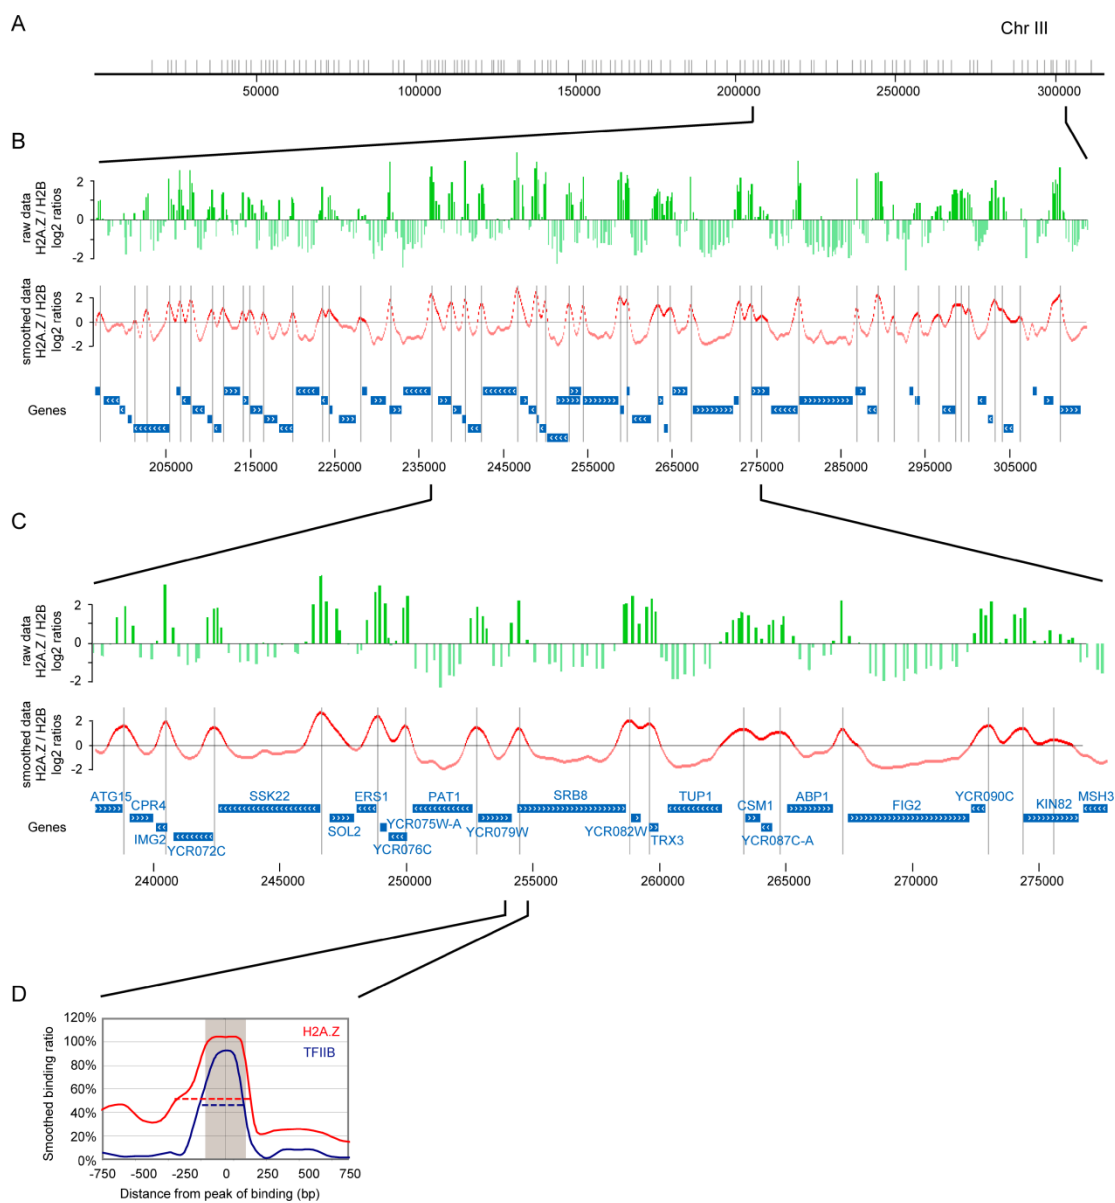 A
Chr III
50000 100000 150000 200000 250000 300000
B
raw data
H2A.Z / H2B
log2 ratios
2
0
-2
smoothed data
H2A.Z / H2B
log2 ratios
2
0
-2
Genes
205000 215000 225000 235000 245000 255000 265000 275000 285000 295000 305000
C
raw data
H2A.Z / H2B
log2 ratios
2
0
-2
smoothed data
H2A.Z / H2B
log2 ratios
2
0
-2
Genes
ATG15 SSK22 ERS1 PAT1 SRB8 TUP1 CSM1 ABP1 FIG2 YCR090C KIN82 MSH3
CPR4 SOL2 YCR075W-A YCR079W YCR082W TRX3
IMG2 YCR072C YCR076C YCR087C-A
240000 245000 250000 255000 260000 265000 270000 275000
D
Smoothed binding ratio
120%
100%
80%
60%
40%
20%
0%
H2A.Z
TFIIB
-750 -500 -250 0 250 500 750
Distance from peak of binding (bp)